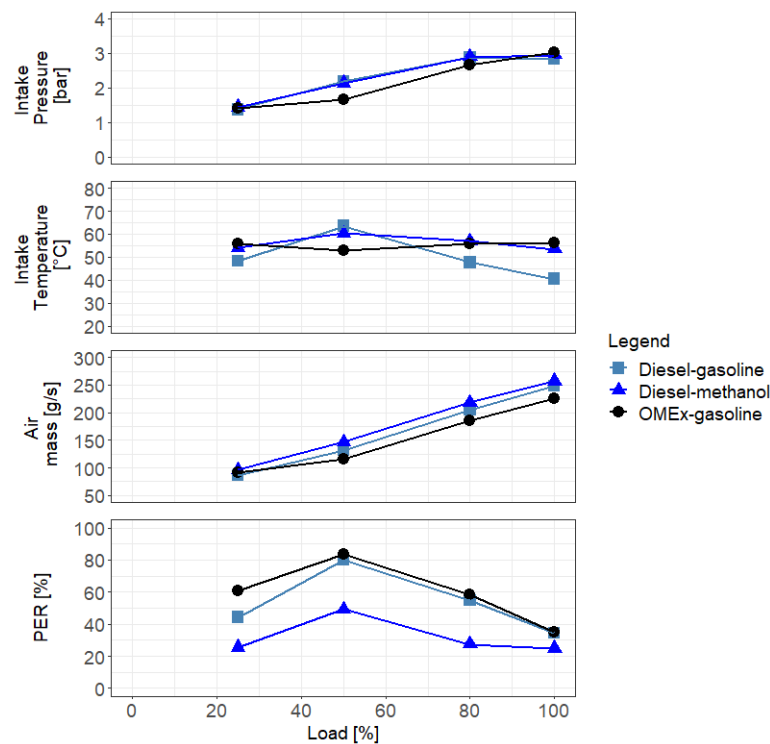 Intake
Pressure
[bar]
4
3
2
1
0
Intake
Temperature
[°C]
80
70
60
50
40
30
20
Air
mass [g/s]
300
250
200
150
100
50
PER [%]
100
80
60
40
20
0
0 20 40 60 80 100
Load [%]
Legend
Diesel-gasoline
Diesel-methanol
OMEx-gasoline